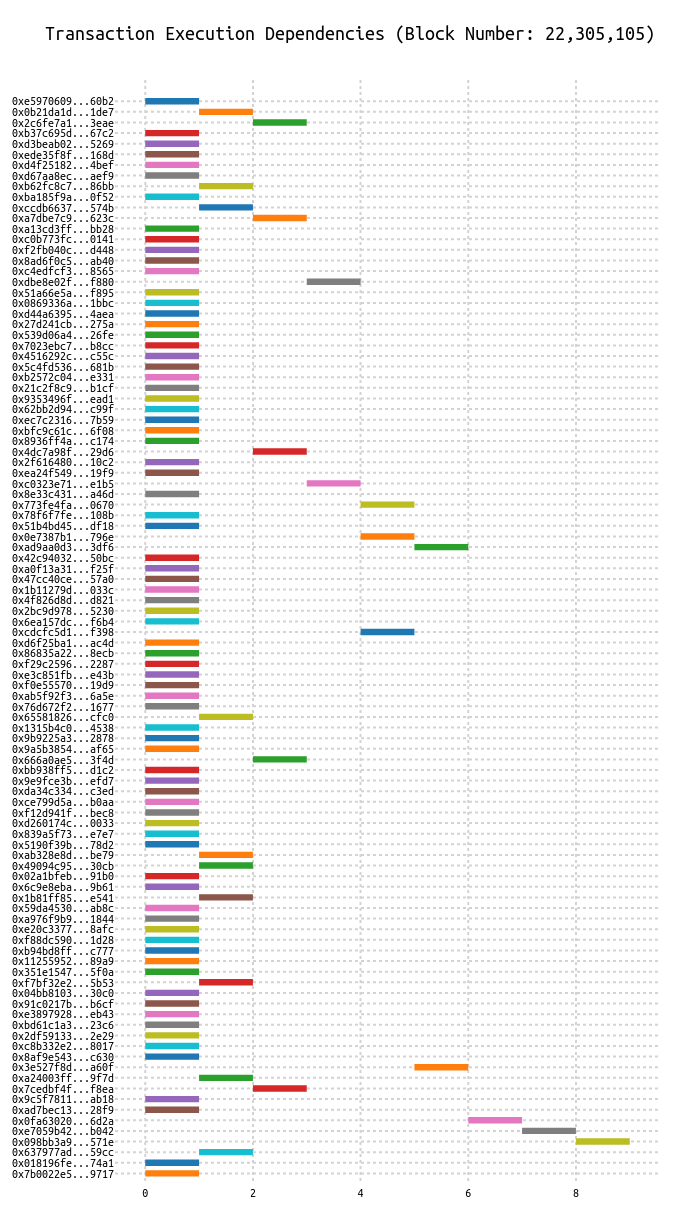 Transaction Execution Dependencies (Block Number: 22,305,105)
0xe5970609...60b2
0x0b21da1d...1de7
0x2c6fe7a1...3eae
0xb37c695d...67c2
0xd3beab02...5269
0xede35f8f...168d
0xd4f25182...4bef
0xd67aa8ec...aef9
0xb62fc8c7...86bb
0xba185f9a...0f52
0xccdb6637...574b
0xa7dbe7c9...623c
0xa13cd3ff...bb28
0xc0b773fc...0141
0xf2fb040c...d448
0x8ad6f0c5...ab40
0xc4edfcf3...8565
0xdbe8e02f...f880
0x51a66e5a...f895
0x0869336a...1bbc
0xd44a6395...4aea
0x27d241cb...275a
0x539d06a4...26fe
0x7023ebc7...b8cc
0x4516292c...c55c
0x5c4fd536...681b
0xb2572c04...e331
0x21c2f8c9...b1cf
0x9353496f...ead1
0x62bb2d94...c99f
0xec7c2316...7b59
0xbfc9c61c...6f08
0x8936ff4a...c174
0x4dc7a98f...29d6
0x2f616480...10c2
0xea24f549...19f9
0xc0323e71...e1b5
0x8e33c431...a46d
0x773fe4fa...0670
0x78f6f7fe...108b
0x51b4bd45...df18
0x0e7387b1...796e
0xad9aa0d3...3df6
0x42c94032...50bc
0xa0f13a31...f25f
0x47cc40ce...57a0
0x1b11279d...033c
0x4f826d8d...d821
0x2bc9d978...5230
0x6ea157dc...f6b4
0xcdcfc5d1...f398
0xd6f25ba1...ac4d
0x86835a22...8ecb
0xf29c2596...2287
0xe3c851fb...e43b
0xf0e55570...19d9
0xab5f92f3...6a5e
0x76d672f2...1677
0x65581826...cfc0
0x1315b4c0...4538
0x9b9225a3...2878
0x9a5b3854...af65
0x666a0ae5...3f4d
0xbb938ff5...d1c2
0x9e9fce3b...efd7
0xda34c334...c3ed
0xce799d5a...b0aa
0xf12d941f...bec8
0xd260174c...0033
0x839a5f73...e7e7
0x5190f39b...78d2
0xab328e8d...be79
0x49094c95...30cb
0x02a1bfeb...91b0
0x6c9e8eba...9b61
0x1b81ff85...e541
0x59da4530...ab8c
0xa976f9b9...1844
0xe20c3377...8afc
0xf88dc590...1d28
0xb94bd8ff...c777
0x11255952...89a9
0x351e1547...5f0a
0xf7bf32e2...5b53
0x04bb8103...30c0
0x91c0217b...b6cf
0xe3897928...eb43
0xbd61c1a3...23c6
0x2df59133...2e29
0xc8b332e2...8017
0x8af9e543...c630
0x3e527f8d...a60f
0xa24003ff...9f7d
0x7cedbf4f...f8ea
0x9c5f7811...ab18
0xad7bec13...28f9
0x0fa63020...6d2a
0xe7059b42...b042
0x098bb3a9...571e
0x637977ad...59cc
0x018196fe...74a1
0x7b0022e5...9717
0 2 4 6 8